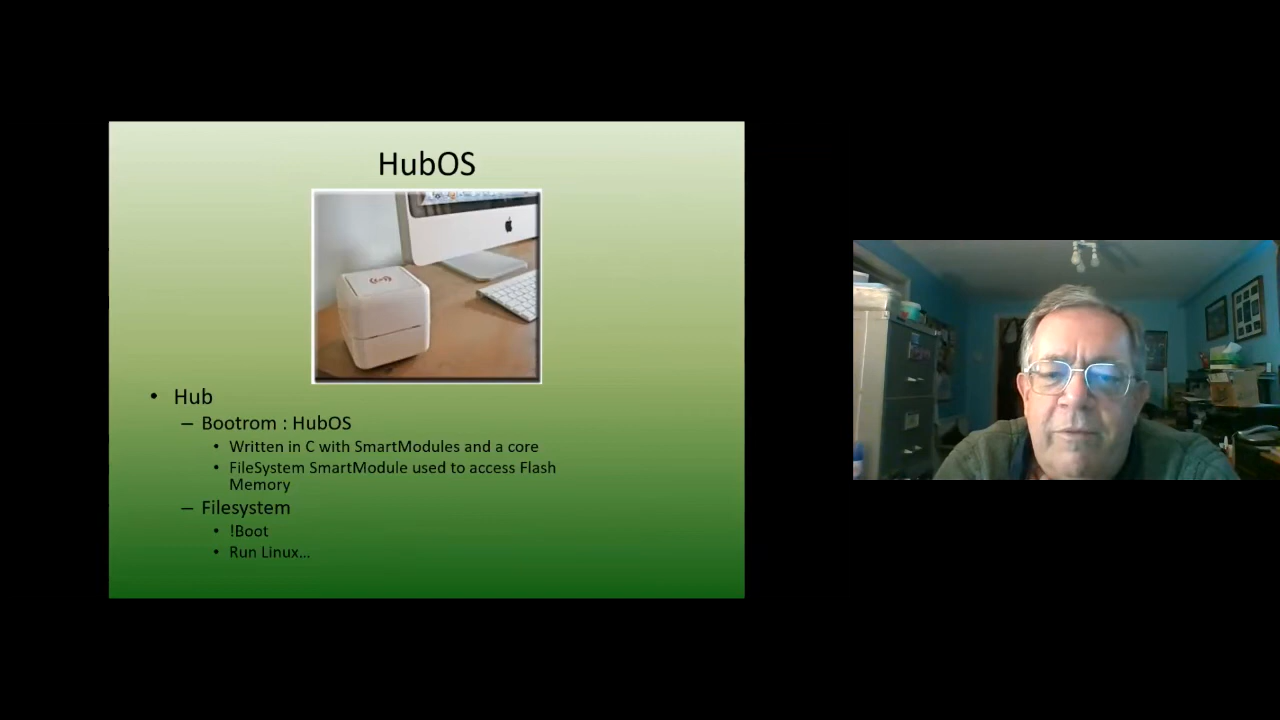 HubOS
• Hub
– Bootrom : HubOS
• Written in C with SmartModules and a core
• FileSystem SmartModule used to access Flash
Memory
– Filesystem
• !Boot
• Run Linux...